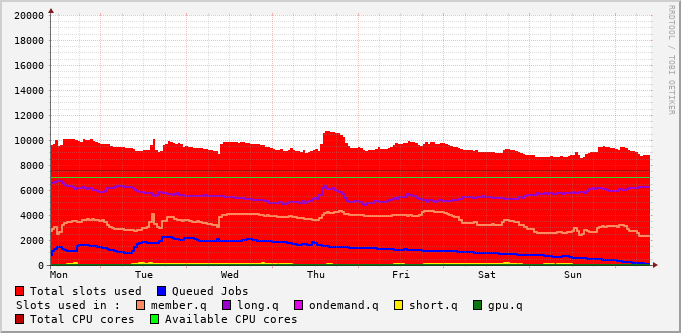 20000
18000
16000
14000
12000
10000
8000
6000
4000
2000
0
Mon Tue Wed Thu Fri Sat Sun
Total slots used Queued Jobs
Slots used in : member.q long.q ondemand.q short.q gpu.q
Total CPU cores Available CPU cores
RRDTOOL / TOBI OETIKER